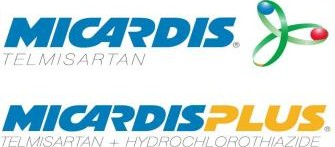 MICARDIS®
TELMISARTAN
MICARDISPLUS®
TELMISARTAN + HYDROCHLOROTHIAZIDE